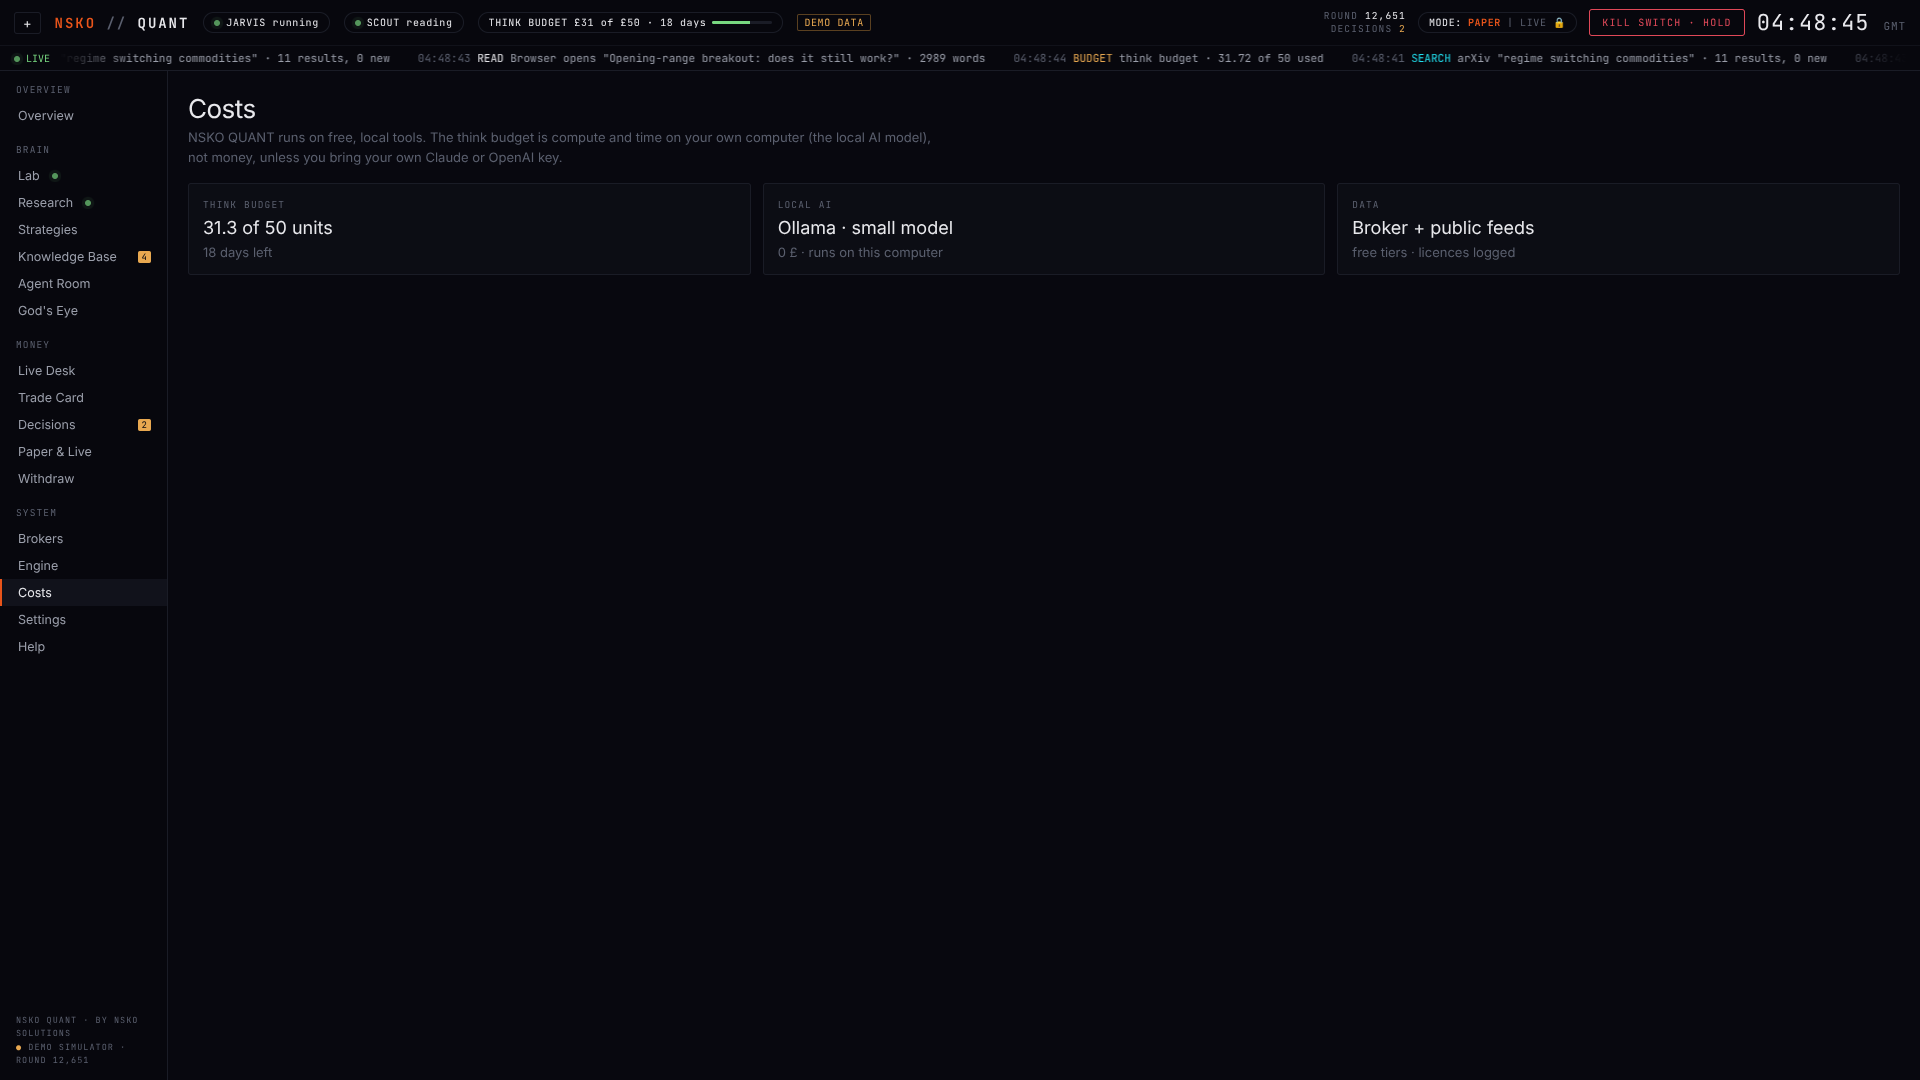 + NSKO // QUANT JARVIS running SCOUT reading THINK BUDGET £31 of £50 · 18 days DEMO DATA ROUND 12,651 DECISIONS 2 MODE: PAPER | LIVE 🔒 KILL SWITCH · HOLD 04:48:45 GMT
LIVE regime switching commodities" · 11 results, 0 new 04:48:43 READ Browser opens "Opening-range breakout: does it still work?" · 2989 words 04:48:44 BUDGET think budget · 31.72 of 50 used 04:48:41 SEARCH arXiv "regime switching commodities" · 11 results, 0 new
OVERVIEW
Overview
BRAIN
Lab
Research
Strategies
Knowledge Base 4
Agent Room
God's Eye
MONEY
Live Desk
Trade Card
Decisions 2
Paper & Live
Withdraw
SYSTEM
Brokers
Engine
Costs
Settings
Help
NSKO QUANT · BY NSKO
SOLUTIONS
DEMO SIMULATOR ·
ROUND 12,651
Costs
NSKO QUANT runs on free, local tools. The think budget is compute and time on your own computer (the local AI model),
not money, unless you bring your own Claude or OpenAI key.
THINK BUDGET
31.3 of 50 units
18 days left
LOCAL AI
Ollama · small model
0 £ · runs on this computer
DATA
Broker + public feeds
free tiers · licences logged